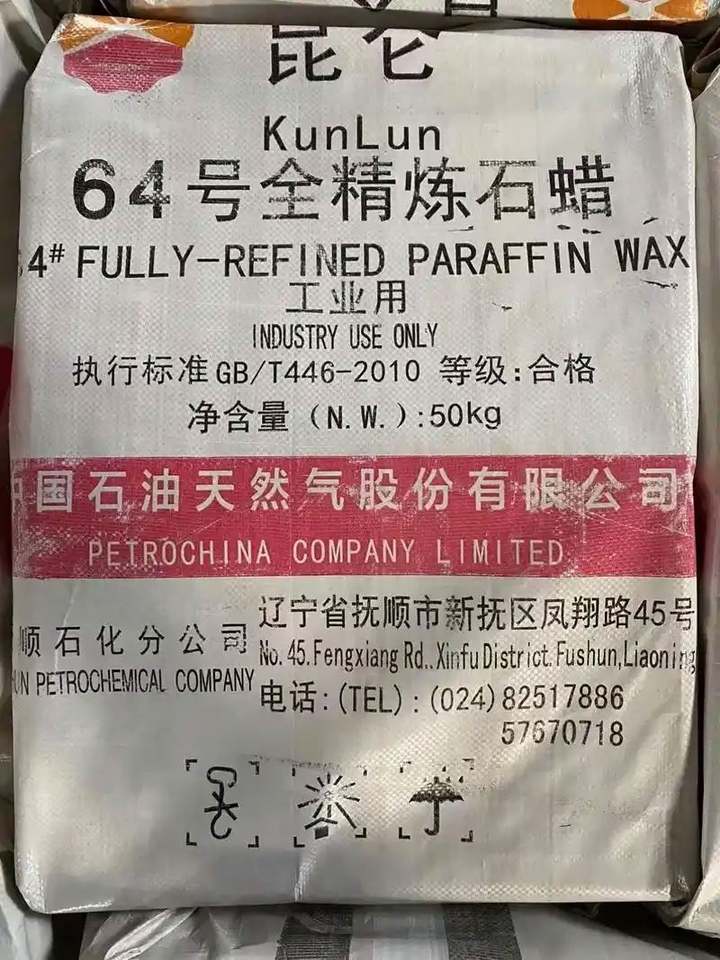 昆仑
KunLun
64号全精炼石蜡
4# FULLY-REFINED PARAFFIN WAX
工业用
INDUSTRY USE ONLY
执行标准 GB/T446-2010 等级:合格
净含量 (N.W.):50kg
中国石油天然气股份有限公司
PETROCHINA COMPANY LIMITED
顺石化分公司
UN PETROCHEMICAL COMPANY
辽宁省抚顺市新抚区凤翔路45号
No.45.Fengxiang Rd..Xinfu District.Fushun,Liaoning
电话:(TEL):(024)82517886
57670718